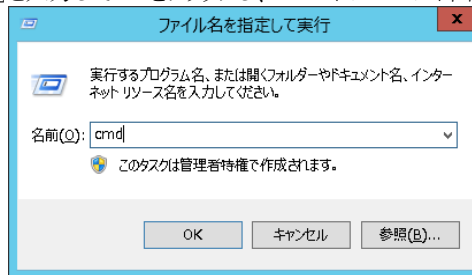 ファイル名を指定して実行
x
実行するプログラム名、または開くフォルダーやドキュメント名、インター
ネット リソース名を入力してください。
名前(O): cmd
このタスクは管理者特権で作成されます。
OK キャンセル 参照(B)...